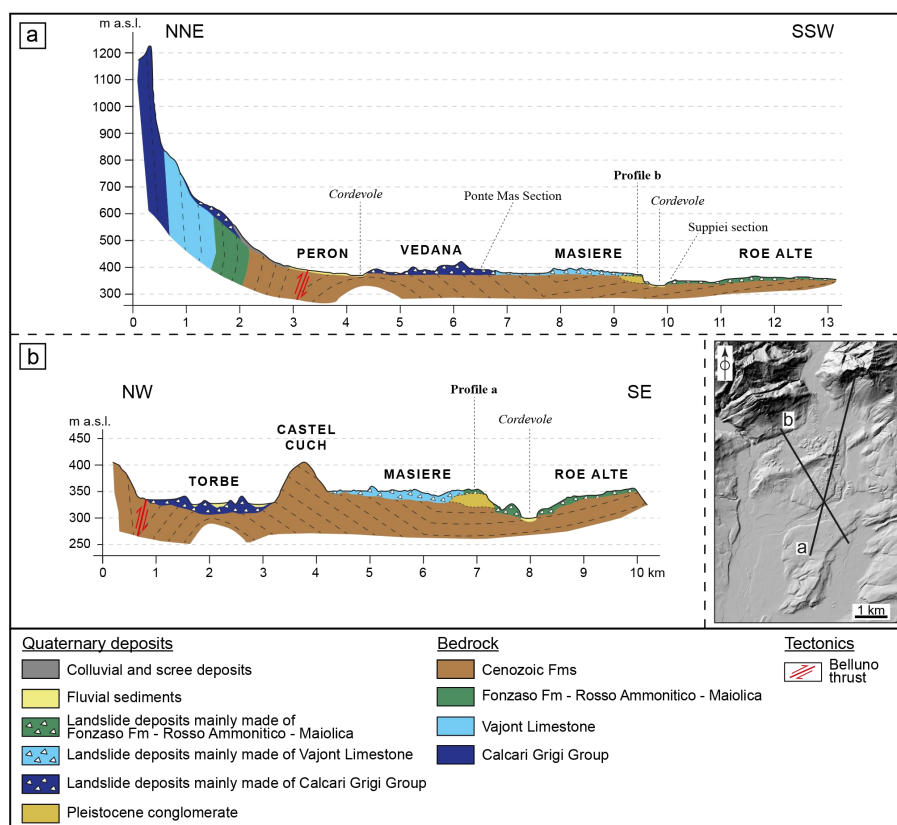 a
m a.s.l.
NNE
SSW
1200
1000
900
800
700
600
500
400
300
1100
Cordevole
Ponte Mas Section
Profile b
Cordevole
Suppiei section
PERON
VEDANA
MASIERE
ROE ALTE
0 1 2 3 4 5 6 7 8 9 10 11 12 13
b
NW
SE
m a.s.l.
450
400
350
300
250
TORBE
CASTEL
CUCH
MASIERE
Profile a
Cordevole
ROE ALTE
0 1 2 3 4 5 6 7 8 9 10 km
b
a
1 km
Quaternary deposits
Colluvial and scree deposits
Fluvial sediments
Landslide deposits mainly made of
Fonzaso Fm - Rosso Ammonitico - Maiolica
Landslide deposits mainly made of Vajont Limestone
Landslide deposits mainly made of Calcari Grigi Group
Pleistocene conglomerate
Bedrock
Cenozoic Fms
Fonzaso Fm - Rosso Ammonitico - Maiolica
Vajont Limestone
Calcari Grigi Group
Tectonics
Belluno
thrust